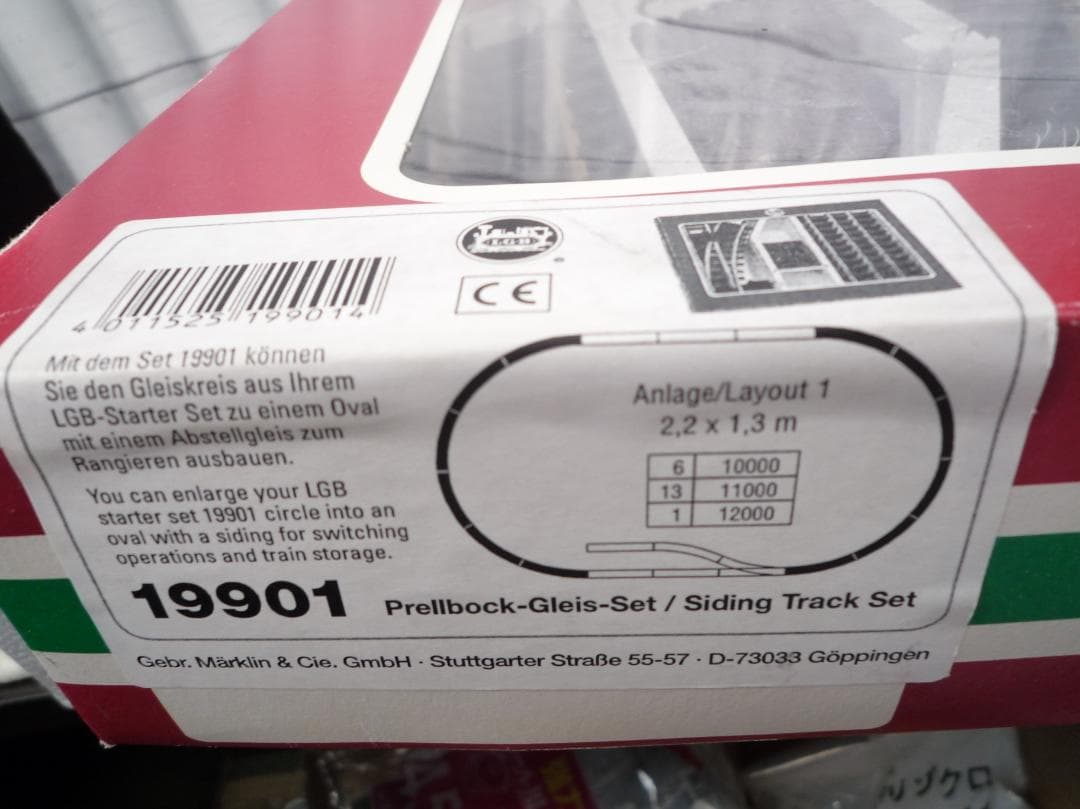 LGB
4 011525 199014
CE
Mit dem Set 19901 können
Sie den Gleiskreis aus Ihrem
LGB-Starter Set zu einem Oval
mit einem Abstellgleis zum
Rangieren ausbauen.
You can enlarge your LGB
starter set 19901 circle into an
oval with a siding for switching
operations and train storage.
Anlage/Layout 1
2,2 x 1,3 m
6 10000
13 11000
1 12000
19901 Prellbock-Gleis-Set / Siding Track Set
Gebr. Märklin & Cie. GmbH · Stuttgarter Straße 55-57 · D-73033 Göppingen